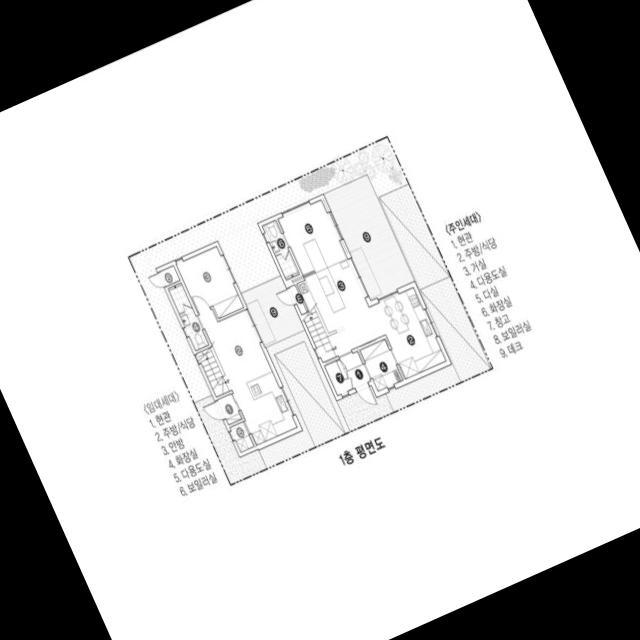 〈주인세대〉
1. 현관
2. 주방/식당
3. 거실
4. 다용도실
5. 다실
6. 화장실
7. 창고
8. 보일러실
9. 데크
〈임대세대〉
1. 현관
2. 주방/식당
3. 안방
4. 화장실
5. 다용도실
6. 보일러실
1층 평면도